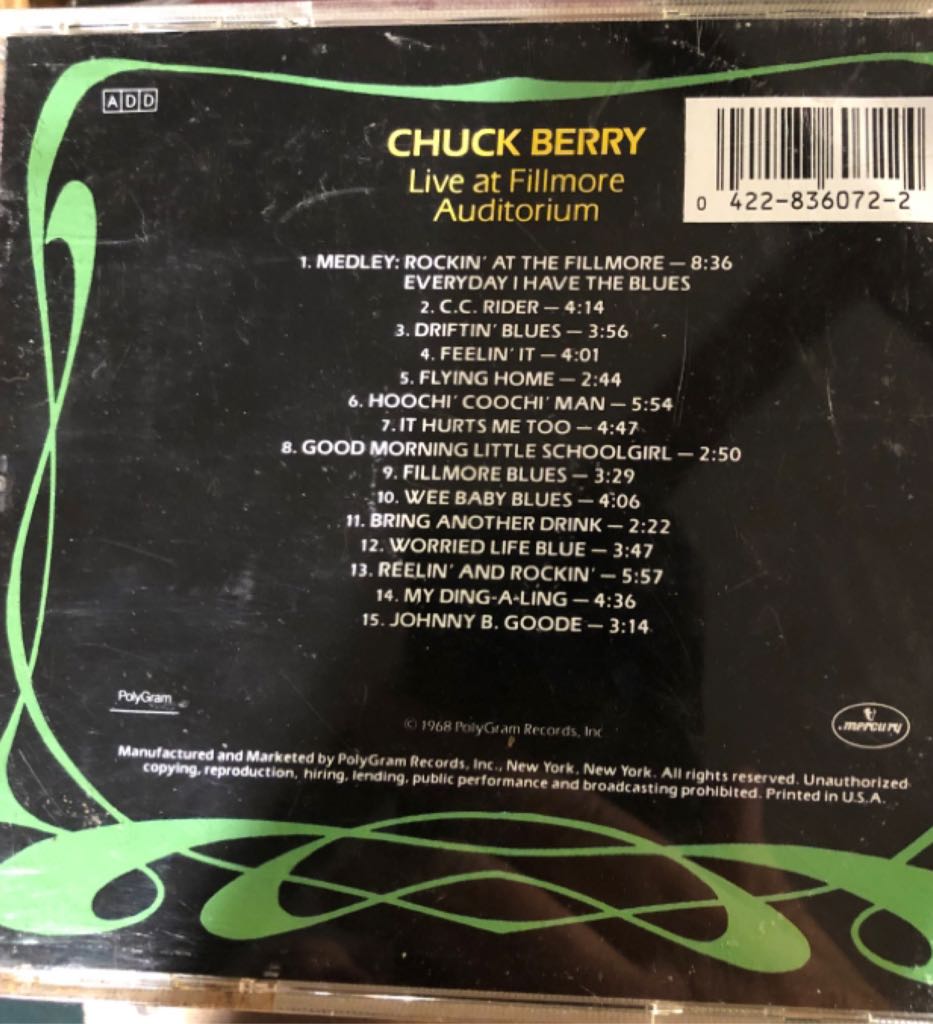 ADD
CHUCK BERRY
Live at Fillmore
Auditorium
0 422-836072-2
1. MEDLEY: ROCKIN' AT THE FILLMORE — 8:36
EVERYDAY I HAVE THE BLUES
2. C.C. RIDER — 4:14
3. DRIFTIN' BLUES — 3:56
4. FEELIN' IT — 4:01
5. FLYING HOME — 2:44
6. HOOCHI' COOCHI' MAN — 5:54
7. IT HURTS ME TOO — 4:47
8. GOOD MORNING LITTLE SCHOOLGIRL — 2:50
9. FILLMORE BLUES — 3:29
10. WEE BABY BLUES — 4:06
11. BRING ANOTHER DRINK — 2:22
12. WORRIED LIFE BLUE — 3:47
13. REELIN' AND ROCKIN' — 5:57
14. MY DING-A-LING — 4:36
15. JOHNNY B. GOODE — 3:14
PolyGram
mercury
© 1968 PolyGram Records, Inc
Manufactured and Marketed by PolyGram Records, Inc., New York, New York. All rights reserved. Unauthorized
copying, reproduction, hiring, lending, public performance and broadcasting prohibited. Printed in U.S.A.